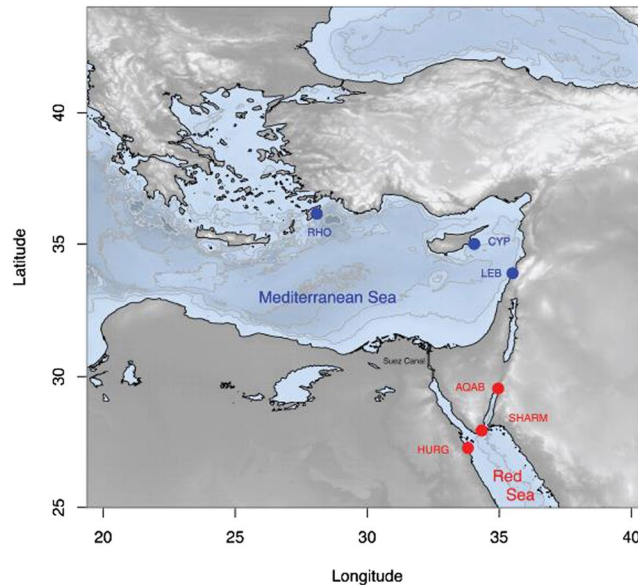 40
35
30
25
20
25
30
35
40
Latitude
Longitude
RHO
CYP
LEB
Mediterranean Sea
Suez Canal
AQAB
SHARM
HURG
Red
Sea